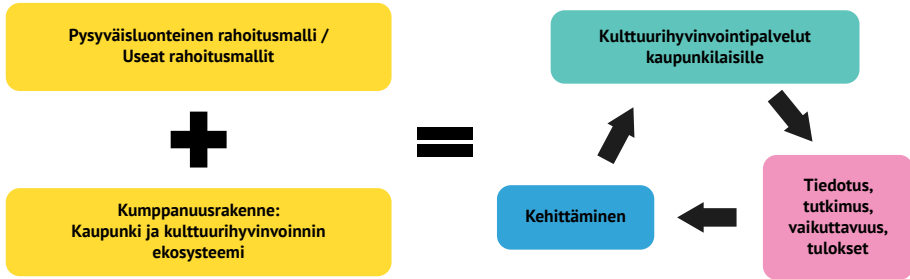 Pysyväisluonteinen rahoitusmalli /
Useat rahoitusmallit
Kumppanuusrakenne:
Kaupunki ja kulttuurihyvinvoinnin
ekosysteemi
Kulttuurihyvinvointipalvelut
kaupunkilaisille
Tiedotus,
tutkimus,
vaikuttavuus,
tulokset
Kehittäminen